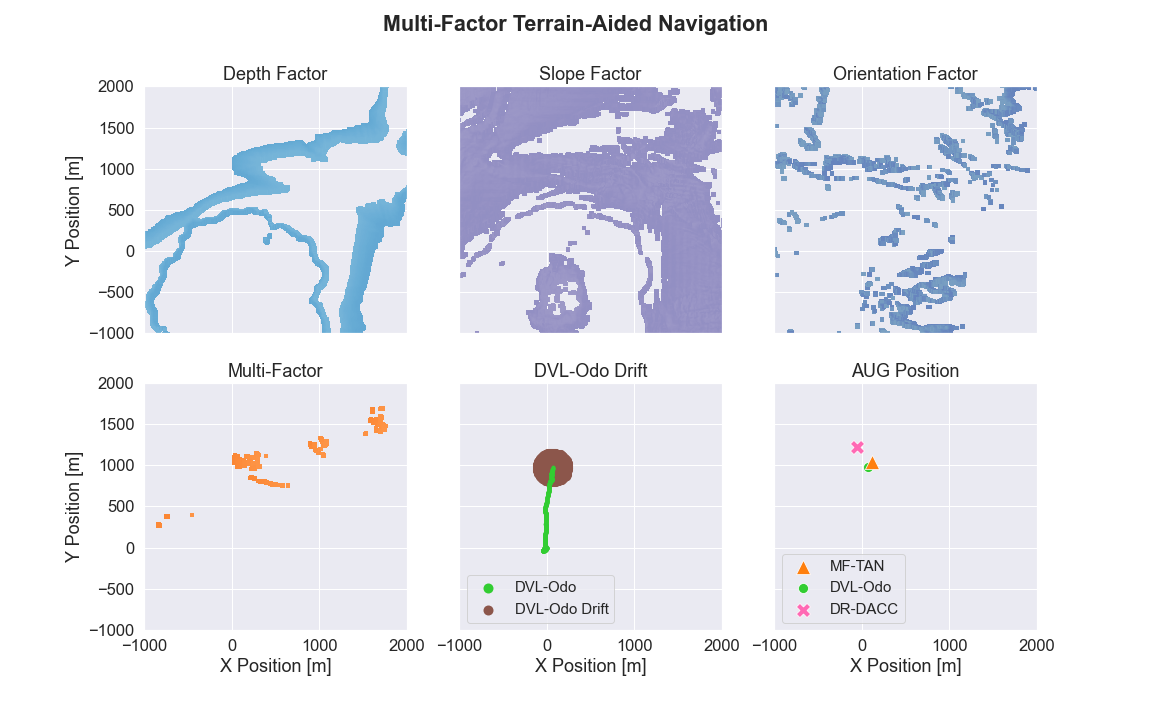 Multi-Factor Terrain-Aided Navigation
Depth Factor
Slope Factor
Orientation Factor
2000
1500
1000
500
0
−500
−1000
Y Position [m]
Multi-Factor
DVL-Odo Drift
AUG Position
2000
1500
1000
500
0
−500
−1000
Y Position [m]
DVL-Odo
DVL-Odo Drift
MF-TAN
DVL-Odo
DR-DACC
−1000 0 1000 2000
−1000 0 1000 2000
−1000 0 1000 2000
X Position [m]
X Position [m]
X Position [m]